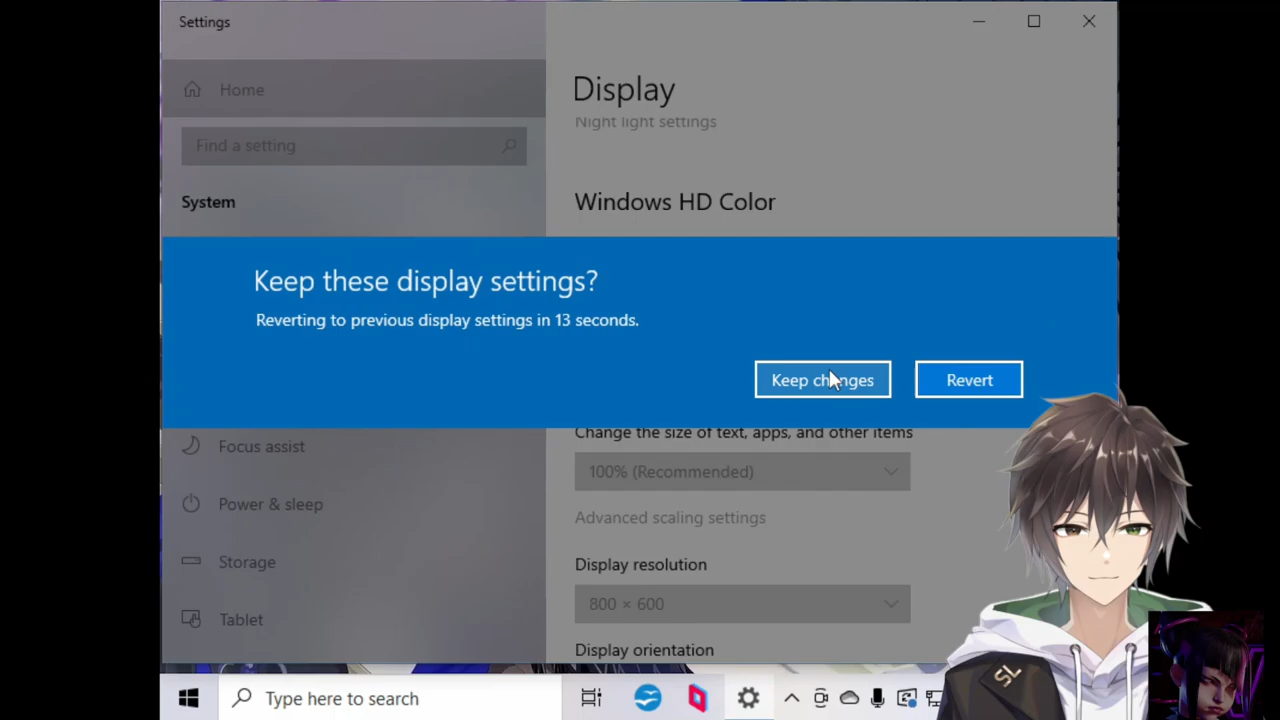 Settings
Home
Find a setting
System
Display
Night light settings
Windows HD Color
Keep these display settings?
Reverting to previous display settings in 13 seconds.
Keep changes
Revert
Focus assist
Power & sleep
Storage
Tablet
Change the size of text, apps, and other items
100% (Recommended)
Advanced scaling settings
Display resolution
800 × 600
Display orientation
SL
Type here to search